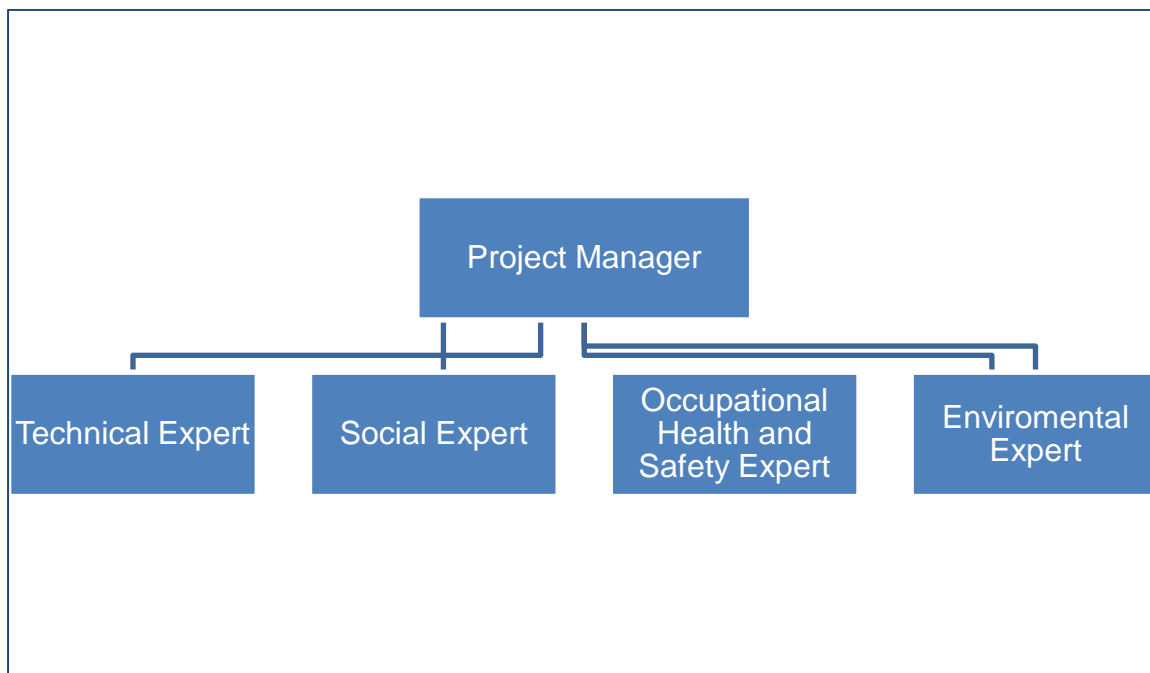 Project Manager
Technical Expert
Social Expert
Occupational
Health and
Safety Expert
Enviromental
Expert